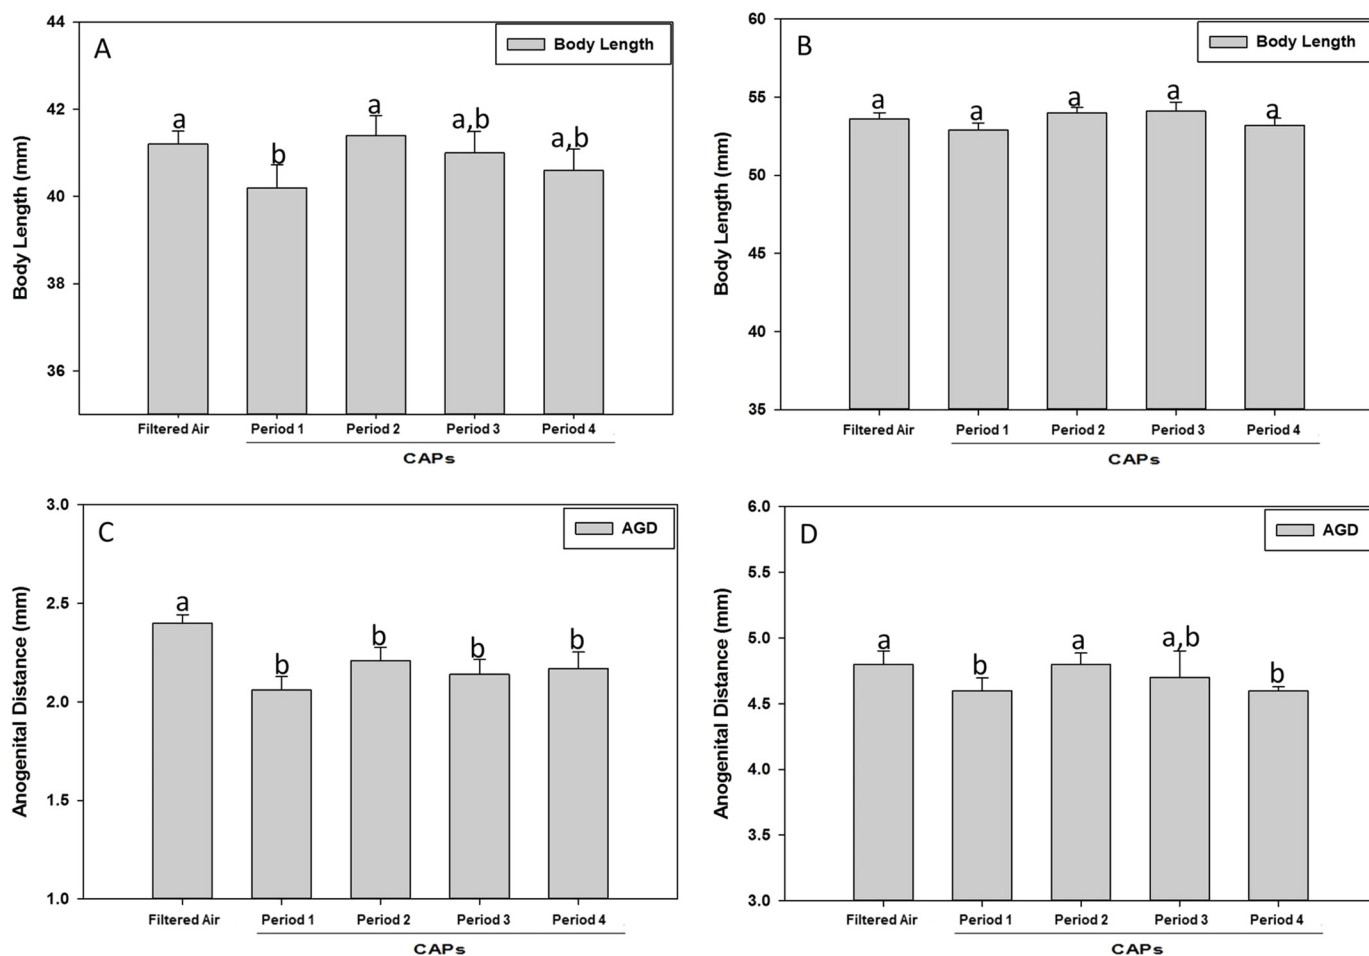 A
Body Length
Body Length (mm)
44
42
40
38
36
a
b
a
a,b
a,b
Filtered Air
Period 1
Period 2
Period 3
Period 4
CAPs
B
Body Length
Body Length (mm)
60
55
50
45
40
35
a
a
a
a
a
Filtered Air
Period 1
Period 2
Period 3
Period 4
CAPs
C
AGD
Anogenital Distance (mm)
3.0
2.5
2.0
1.5
1.0
a
b
b
b
b
Filtered Air
Period 1
Period 2
Period 3
Period 4
CAPs
D
AGD
Anogenital Distance (mm)
6.0
5.5
5.0
4.5
4.0
3.5
3.0
a
b
a
a,b
b
Filtered Air
Period 1
Period 2
Period 3
Period 4
CAPs